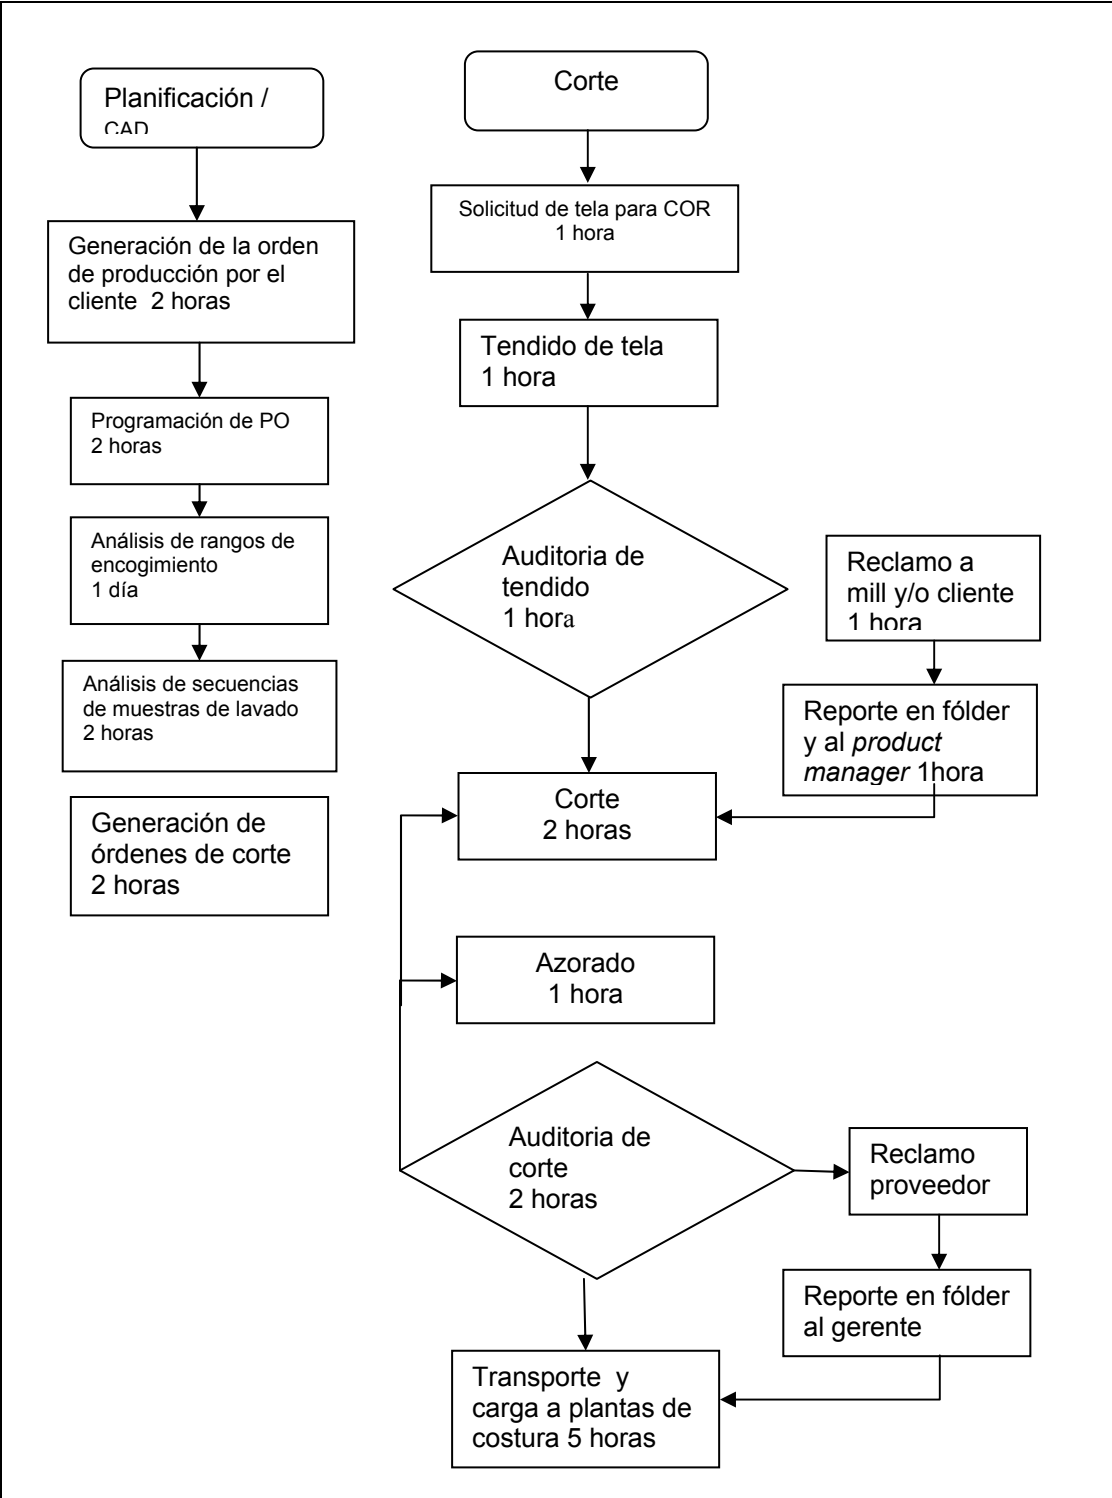 Planificación /
CAD
Generación de la orden
de producción por el
cliente 2 horas
Programación de PO
2 horas
Análisis de rangos de
encogimiento
1 día
Análisis de secuencias
de muestras de lavado
2 horas
Generación de
órdenes de corte
2 horas
Corte
Solicitud de tela para COR
1 hora
Tendido de tela
1 hora
Auditoria de
tendido
1 hora
Reclamo a
mill y/o cliente
1 hora
Reporte en fólder
y al product
manager 1hora
Corte
2 horas
Azorado
1 hora
Auditoria de
corte
2 horas
Reclamo
proveedor
Reporte en fólder
al gerente
Transporte y
carga a plantas de
costura 5 horas